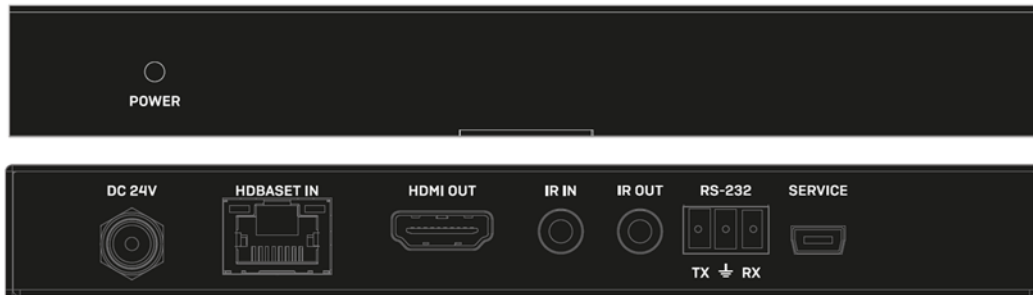 POWER
DC 24V HDBASET IN HDMI OUT IR IN IR OUT RS-232 SERVICE
TX ⏚ RX